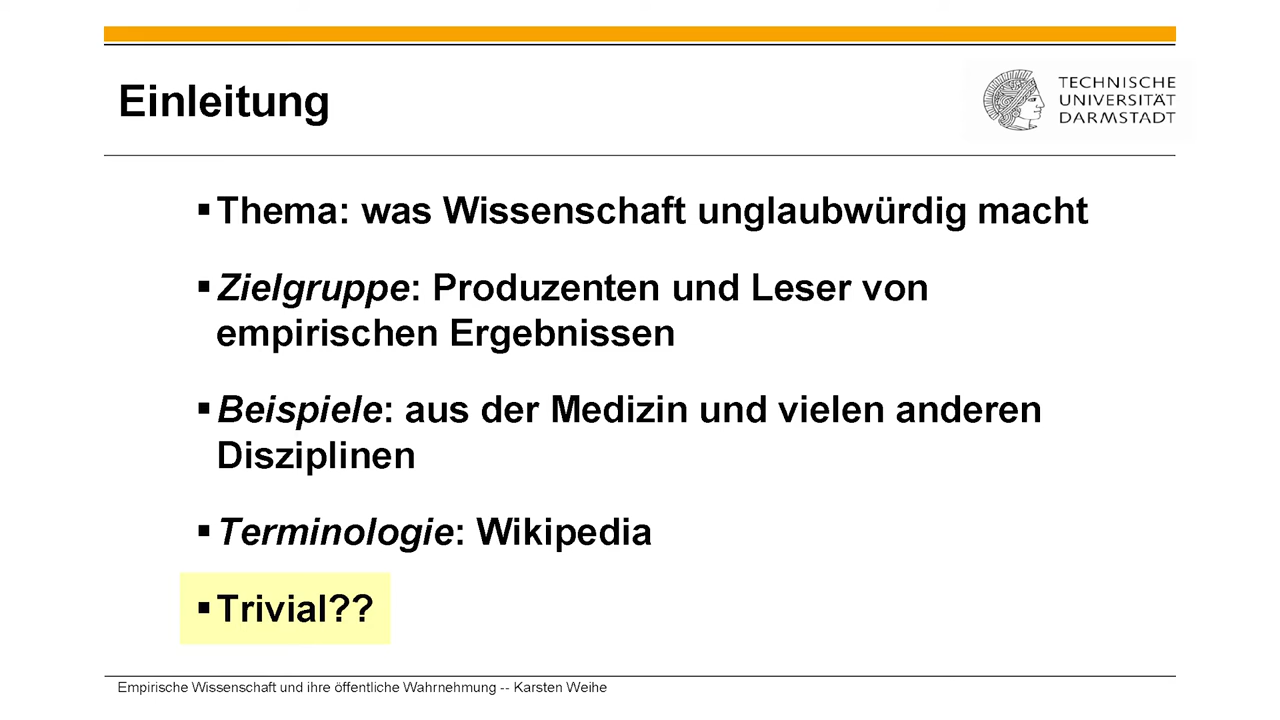 Einleitung
TECHNISCHE
UNIVERSITÄT
DARMSTADT
▪ Thema: was Wissenschaft unglaubwürdig macht
▪ Zielgruppe: Produzenten und Leser von
empirischen Ergebnissen
▪ Beispiele: aus der Medizin und vielen anderen
Disziplinen
▪ Terminologie: Wikipedia
▪ Trivial??
Empirische Wissenschaft und ihre öffentliche Wahrnehmung -- Karsten Weihe